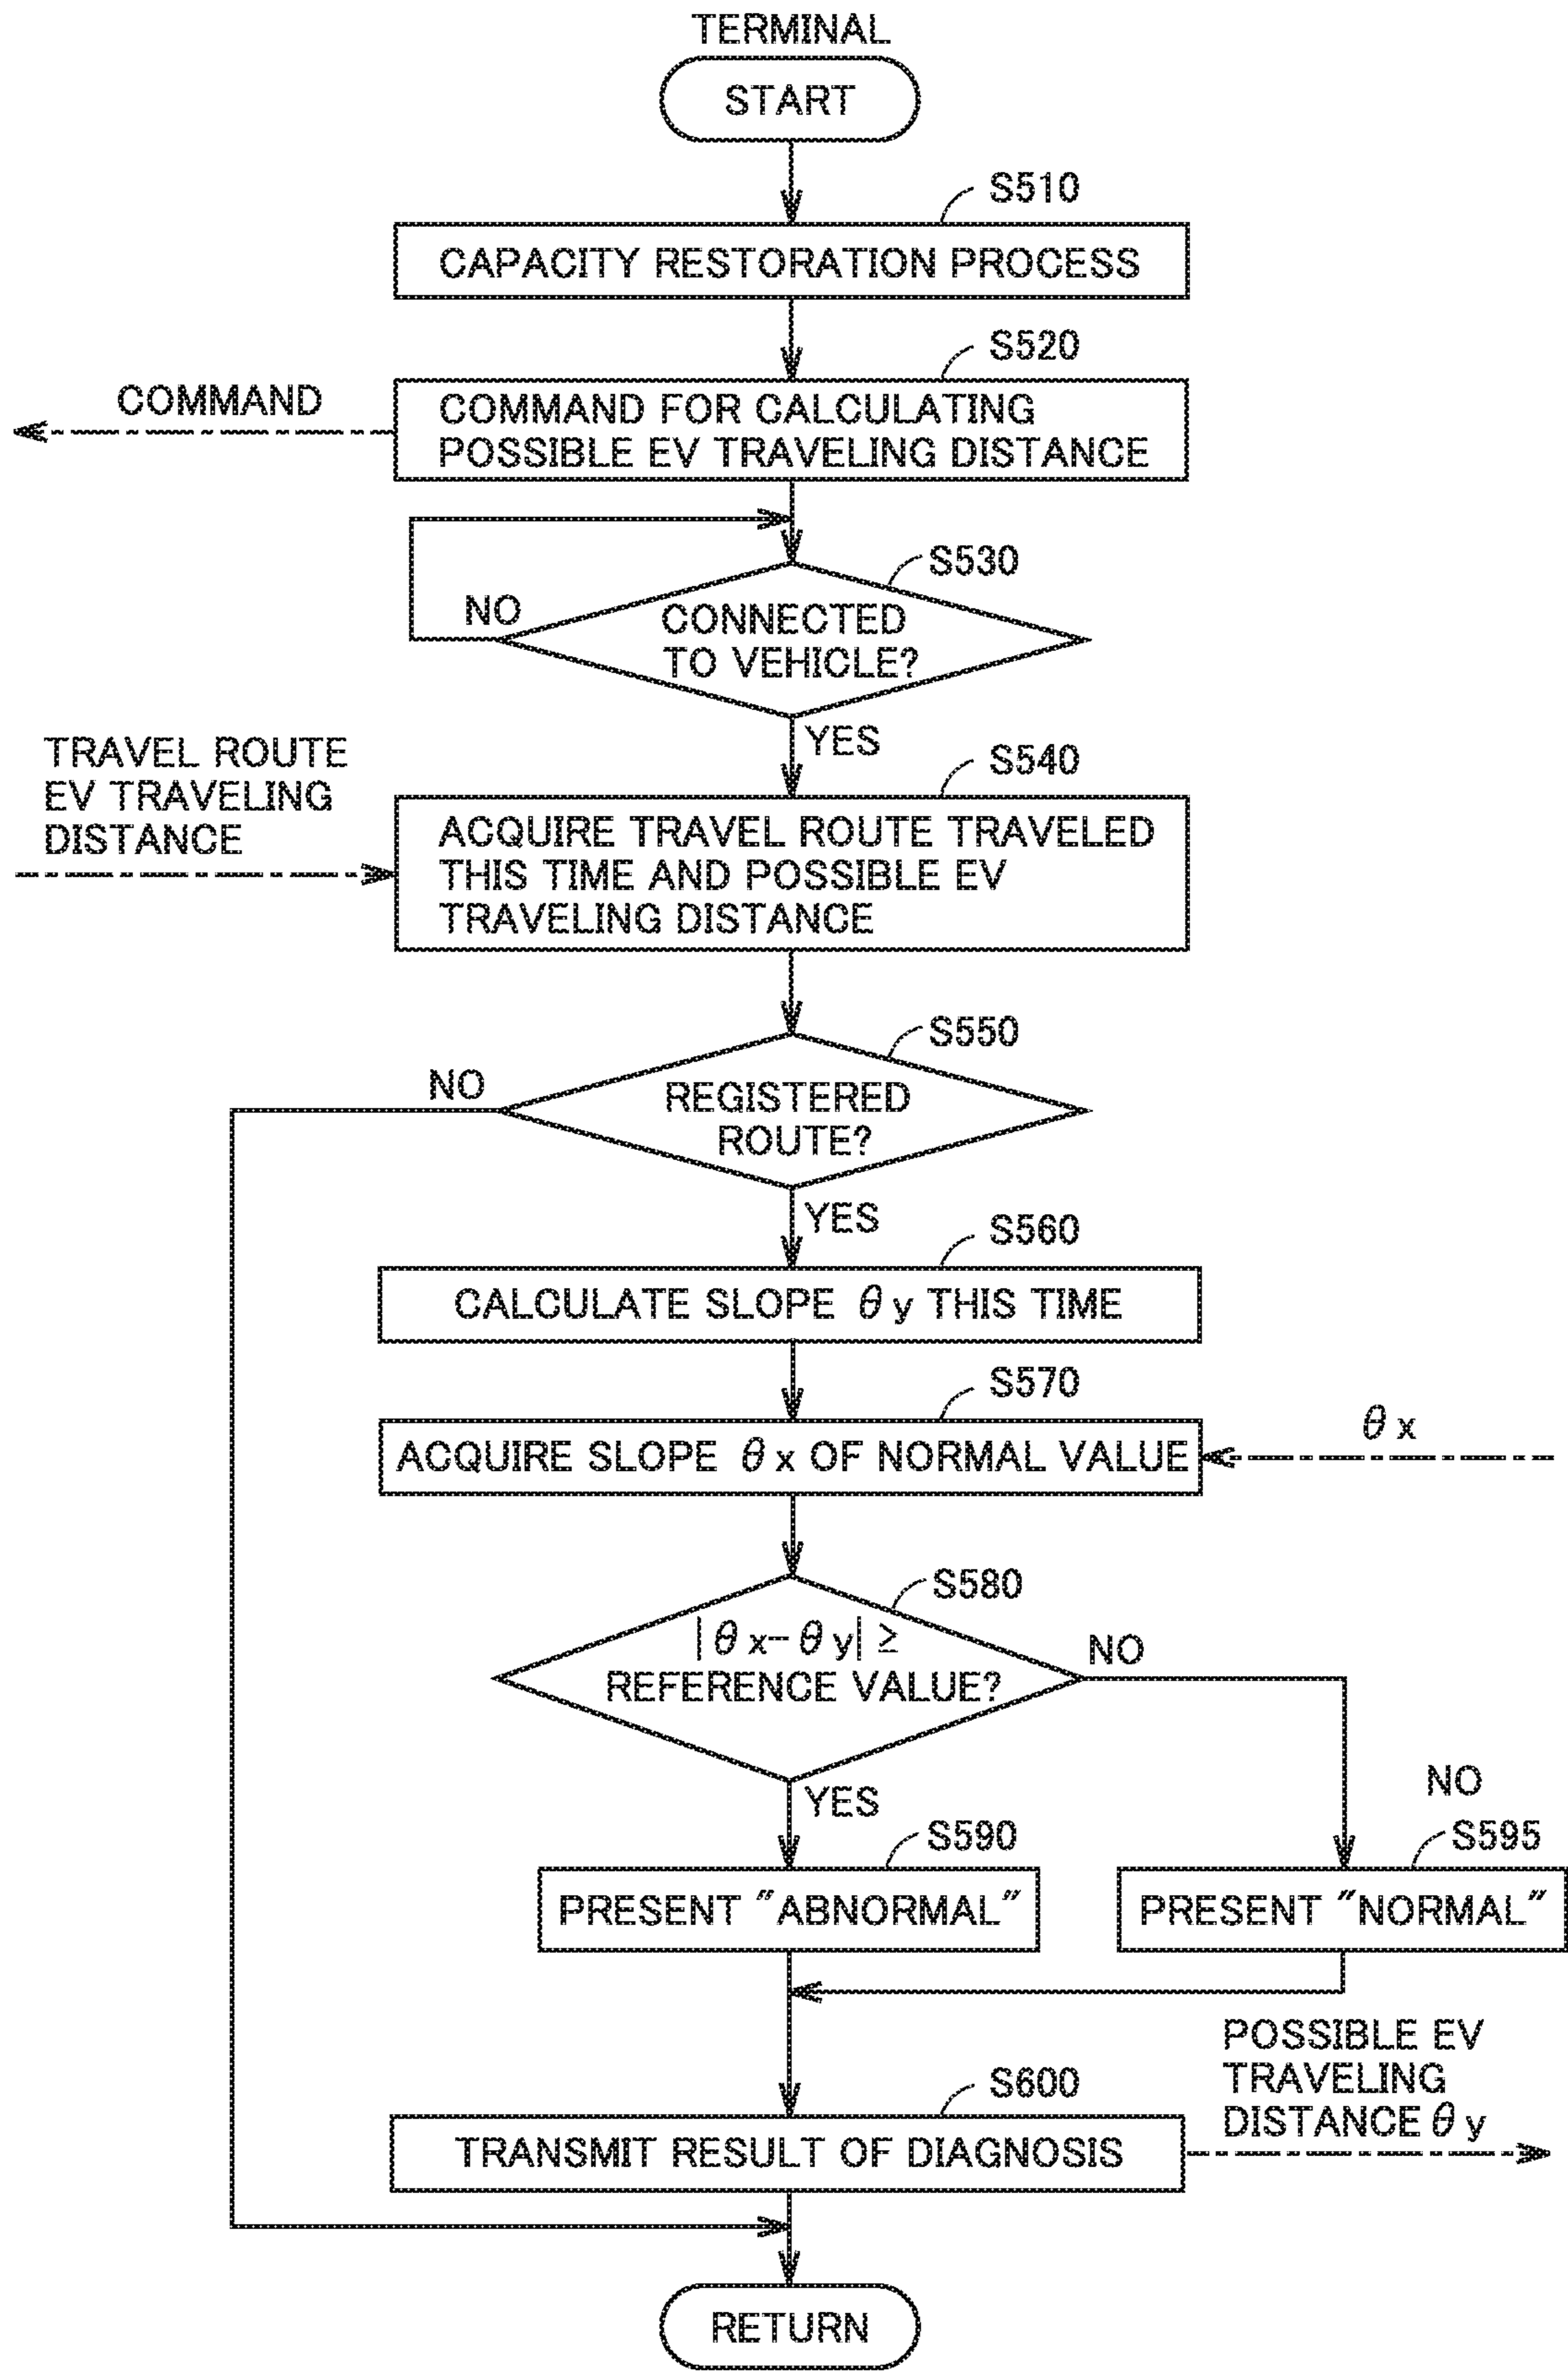 TERMINAL
START
S510
CAPACITY RESTORATION PROCESS
S520
COMMAND
COMMAND FOR CALCULATING
POSSIBLE EV TRAVELING DISTANCE
S530
NO
CONNECTED
TO VEHICLE?
YES
TRAVEL ROUTE
EV TRAVELING
DISTANCE
S540
ACQUIRE TRAVEL ROUTE TRAVELED
THIS TIME AND POSSIBLE EV
TRAVELING DISTANCE
S550
NO
REGISTERED
ROUTE?
YES
S560
CALCULATE SLOPE θy THIS TIME
S570
ACQUIRE SLOPE θx OF NORMAL VALUE
θx
S580
|θx-θy| ≥
REFERENCE VALUE?
NO
YES
NO
S590
S595
PRESENT "ABNORMAL"
PRESENT "NORMAL"
POSSIBLE EV
TRAVELING
DISTANCE θy
S600
TRANSMIT RESULT OF DIAGNOSIS
RETURN